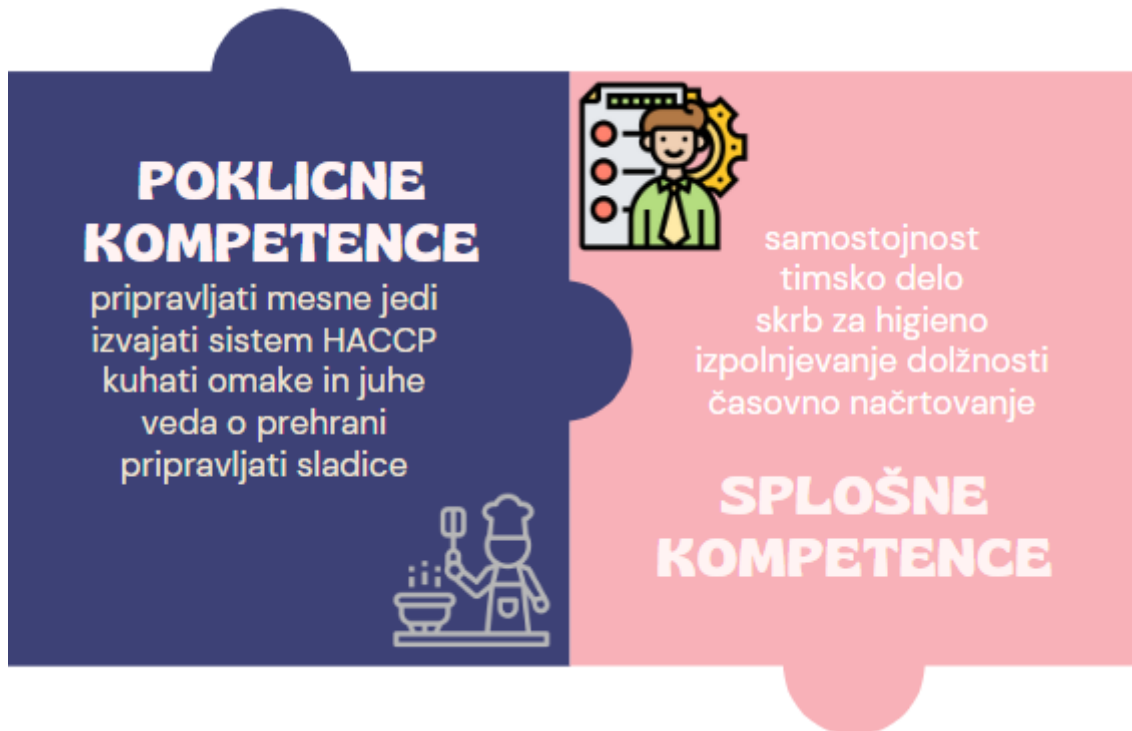 POKLICNE
KOMPETENCE
pripravljati mesne jedi
izvajati sistem HACCP
kuhati omake in juhe
veda o prehrani
pripravljati sladice
samostojnost
timsko delo
skrb za higieno
izpolnjevanje dolžnosti
časovno načrtovanje
SPLOŠNE
KOMPETENCE